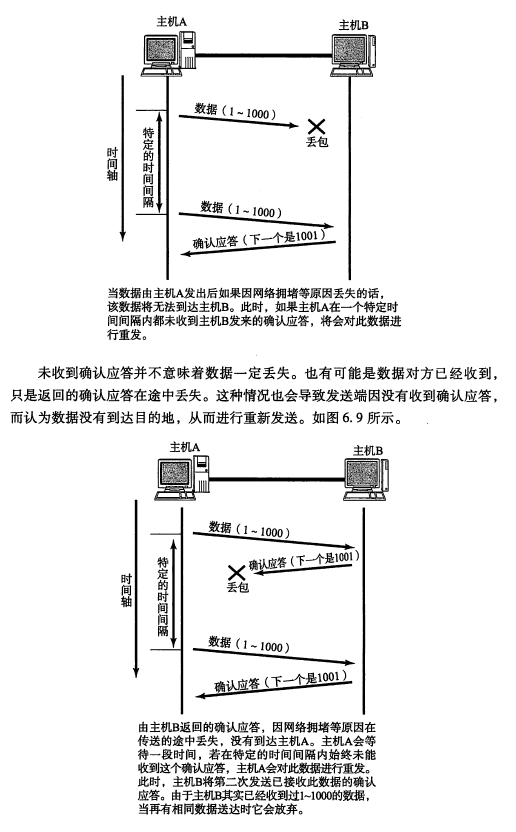 主机A
主机B
数据（1～1000）
丢包
特定的时间间隔
时间轴
数据（1～1000）
确认应答（下一个是1001）
当数据由主机A发出后如果因网络拥堵等原因丢失的话，
该数据将无法到达主机B。此时，如果主机A在一个特定时
间间隔内都未收到主机B发来的确认应答，将会对此数据进
行重发。
未收到确认应答并不意味着数据一定丢失。也有可能是数据对方已经收到，
只是返回的确认应答在途中丢失。这种情况也会导致发送端因没有收到确认应答，
而认为数据没有到达目的地，从而进行重新发送。如图6.9所示。
主机A
主机B
数据（1～1000）
确认应答（下一个是1001）
丢包
特定的时间间隔
时间轴
数据（1～1000）
确认应答（下一个是1001）
由主机B返回的确认应答，因网络拥堵等原因在
传送的途中丢失，没有到达主机A。主机A会等
待一段时间，若在特定的时间间隔内始终未能
收到这个确认应答，主机A会对此数据进行重发。
此时，主机B将第二次发送已接收此数据的确认
应答。由于主机B其实已经收到过1~1000的数据，
当再有相同数据送达时它会放弃。